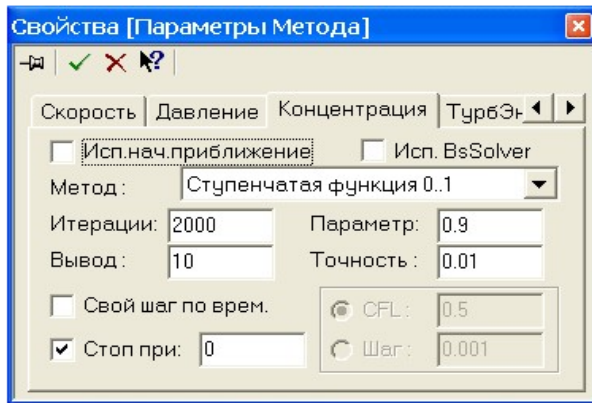 Свойства [Параметры Метода]
Скорость Давление Концентрация ТурбЭн
Исп.нач.приближение Исп. BsSolver
Метод: Ступенчатая функция 0..1
Итерации: 2000 Параметр: 0.9
Вывод: 10 Точность: 0.01
Свой шаг по врем. CFL: 0.5
Стоп при: 0 Шаг: 0.001